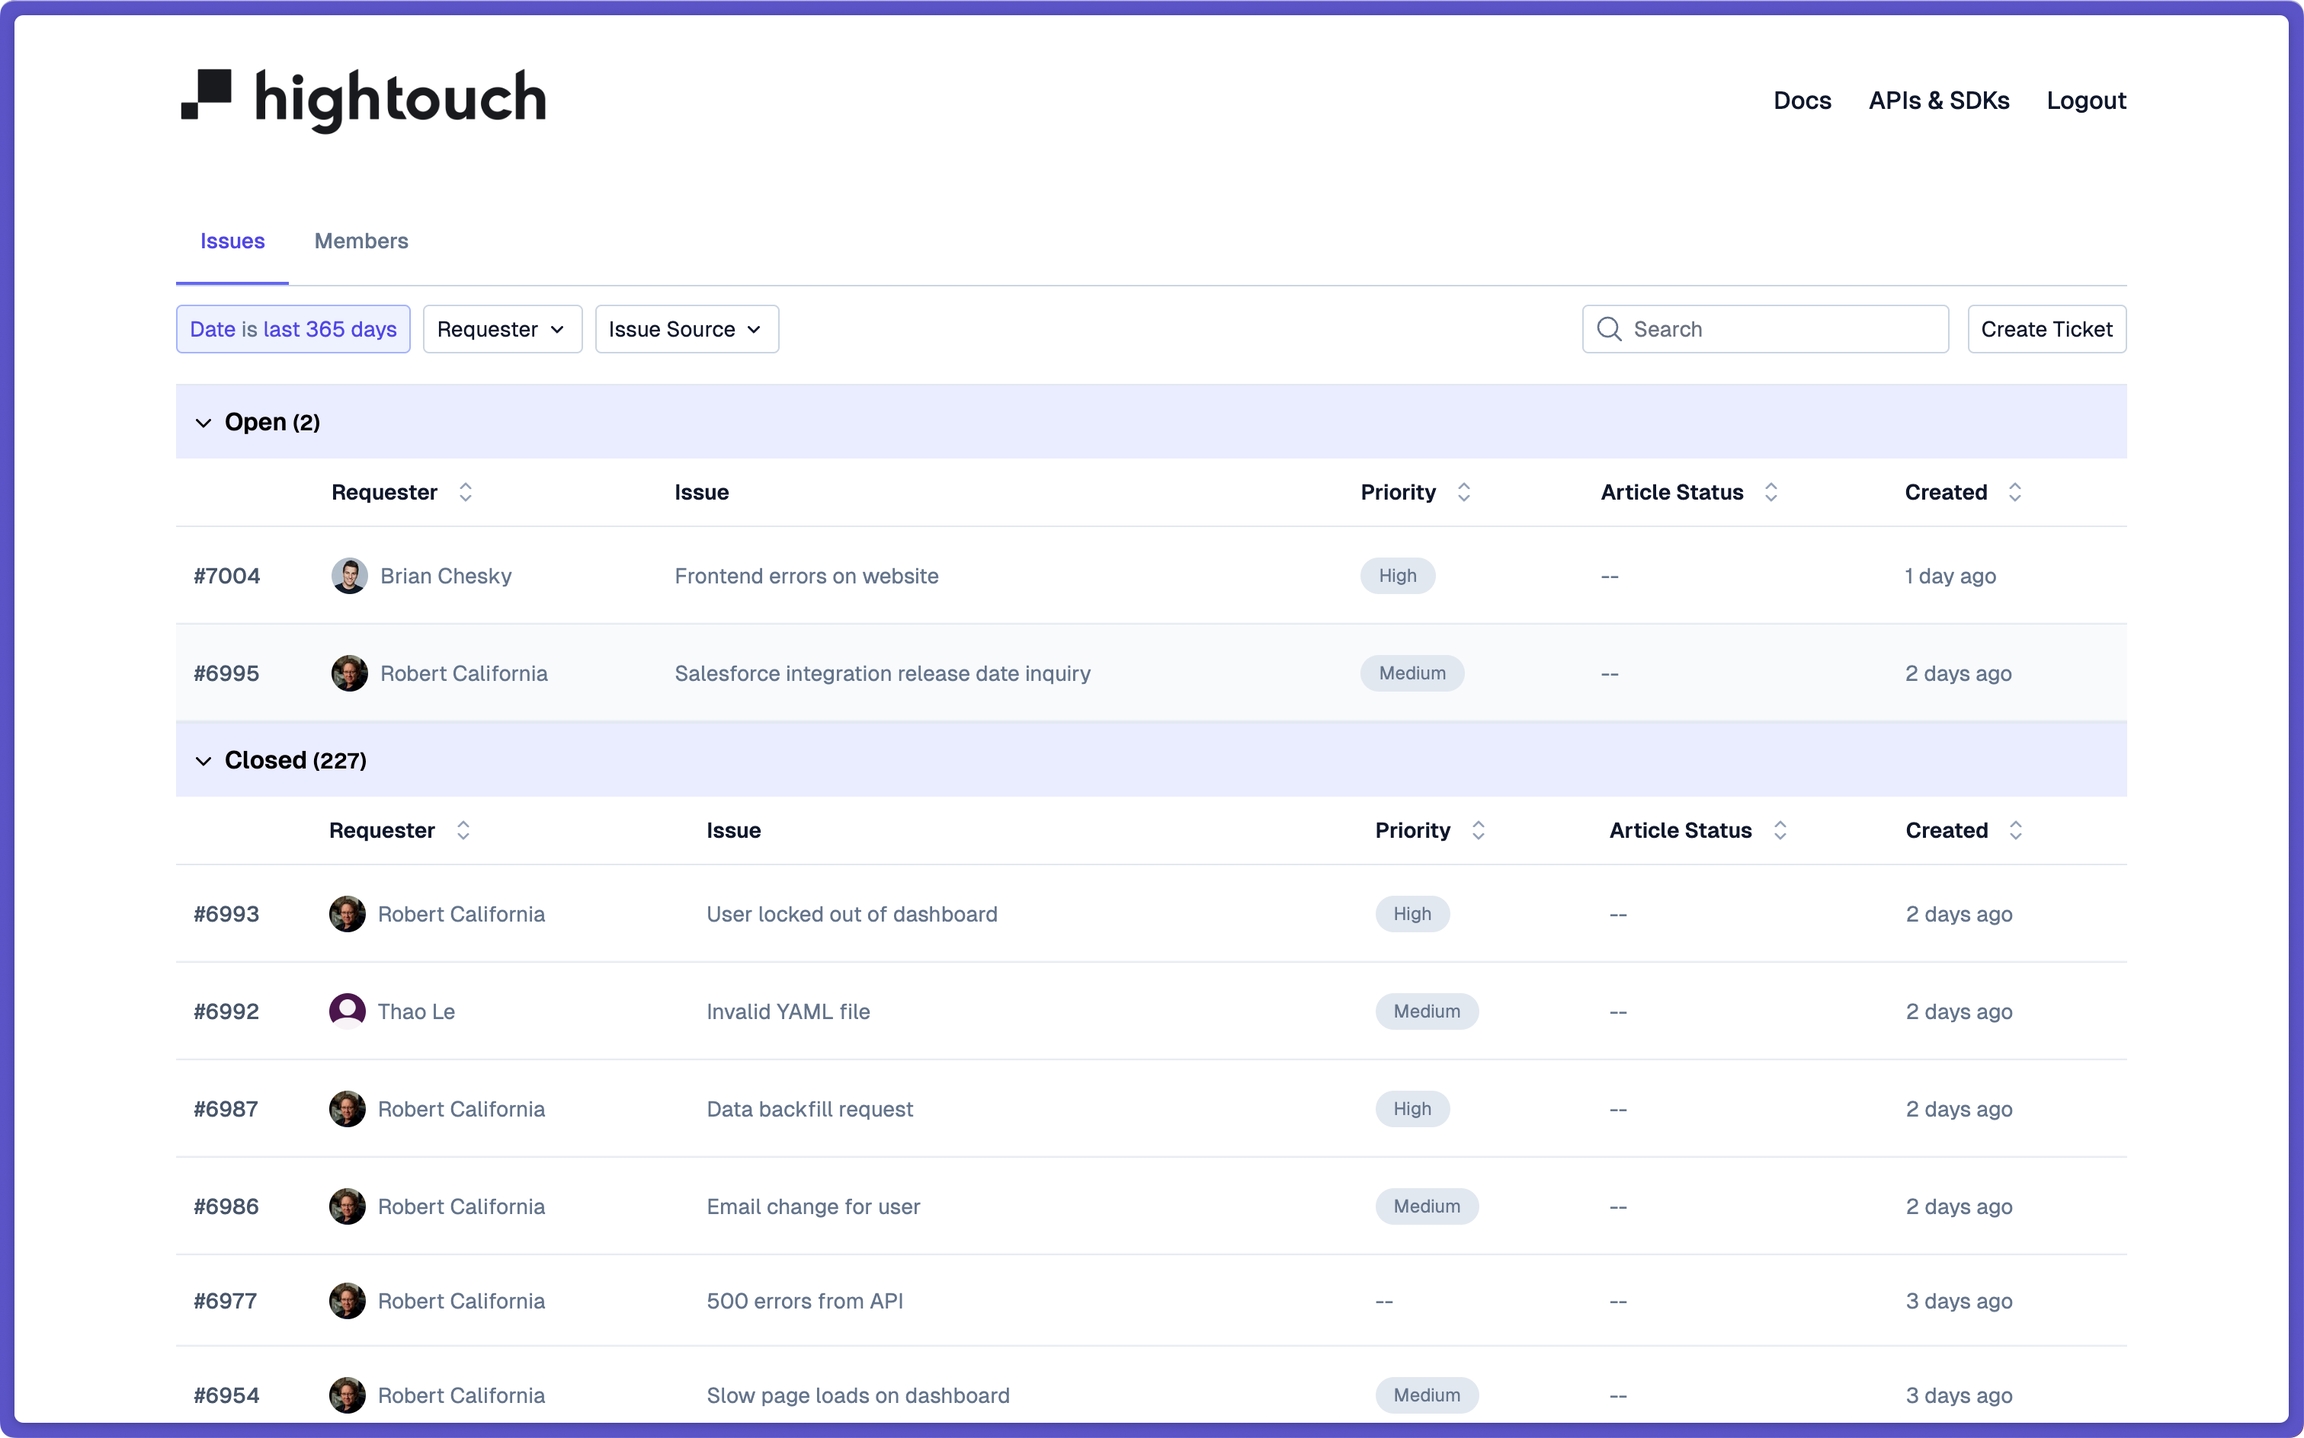 hightouch
Docs APIs & SDKs Logout
Issues Members
Date is last 365 days Requester Issue Source Search Create Ticket
Open (2)
Requester Issue Priority Article Status Created
#7004 Brian Chesky Frontend errors on website High -- 1 day ago
#6995 Robert California Salesforce integration release date inquiry Medium -- 2 days ago
Closed (227)
Requester Issue Priority Article Status Created
#6993 Robert California User locked out of dashboard High -- 2 days ago
#6992 Thao Le Invalid YAML file Medium -- 2 days ago
#6987 Robert California Data backfill request High -- 2 days ago
#6986 Robert California Email change for user Medium -- 2 days ago
#6977 Robert California 500 errors from API -- -- 3 days ago
#6954 Robert California Slow page loads on dashboard Medium -- 3 days ago